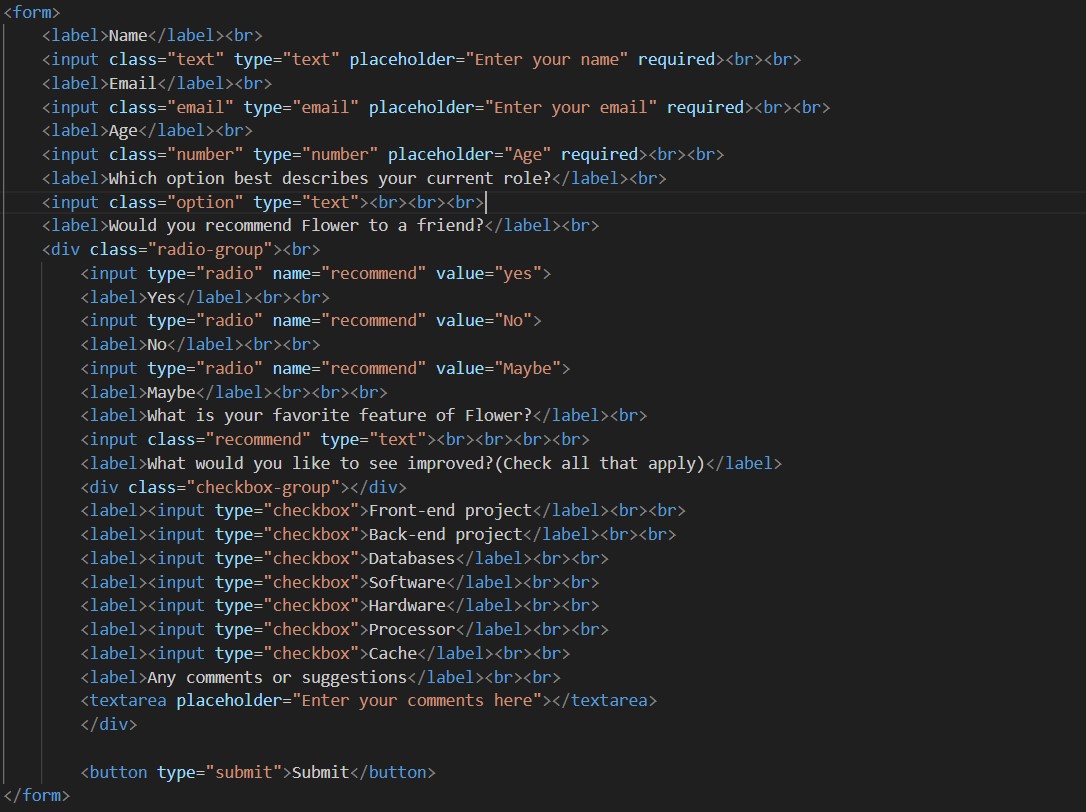 <form>
    <label>Name</label><br>
    <input class="text" type="text" placeholder="Enter your name" required><br><br>
    <label>Email</label><br>
    <input class="email" type="email" placeholder="Enter your email" required><br><br>
    <label>Age</label><br>
    <input class="number" type="number" placeholder="Age" required><br><br>
    <label>Which option best describes your current role?</label><br>
    <input class="option" type="text"><br><br><br>
    <label>Would you recommend Flower to a friend?</label><br>
    <div class="radio-group"><br>
        <input type="radio" name="recommend" value="yes">
        <label>Yes</label><br><br>
        <input type="radio" name="recommend" value="No">
        <label>No</label><br><br>
        <input type="radio" name="recommend" value="Maybe">
        <label>Maybe</label><br><br><br>
        <label>What is your favorite feature of Flower?</label><br>
        <input class="recommend" type="text"><br><br><br><br>
        <label>What would you like to see improved?(Check all that apply)</label>
        <div class="checkbox-group"></div>
        <label><input type="checkbox">Front-end project</label><br><br>
        <label><input type="checkbox">Back-end project</label><br><br>
        <label><input type="checkbox">Databases</label><br><br>
        <label><input type="checkbox">Software</label><br><br>
        <label><input type="checkbox">Hardware</label><br><br>
        <label><input type="checkbox">Processor</label><br><br>
        <label><input type="checkbox">Cache</label><br><br>
        <label>Any comments or suggestions</label><br><br>
        <textarea placeholder="Enter your comments here"></textarea>
        </div>

        <button type="submit">Submit</button>
</form>